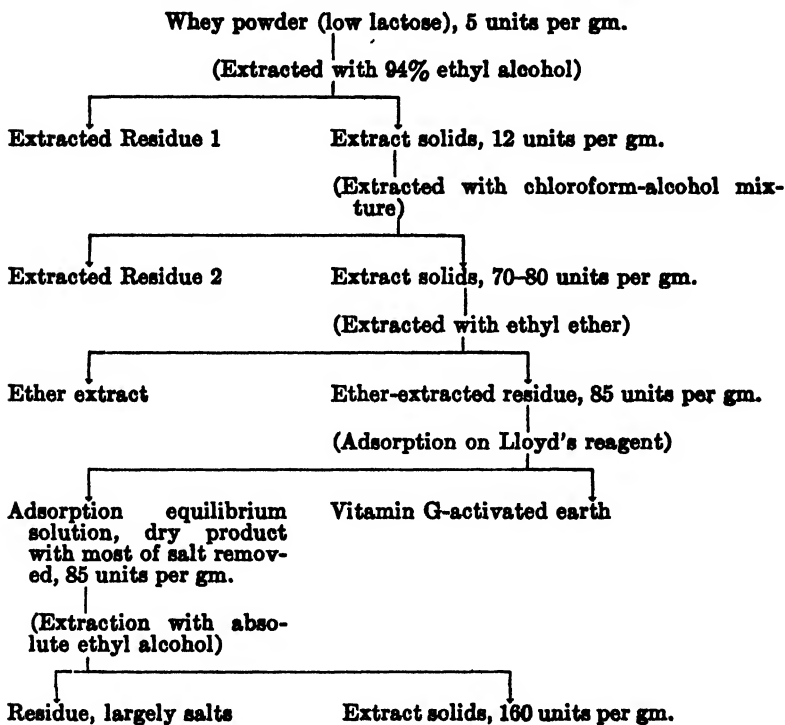 Whey powder (low lactose), 5 units per gm.
(Extracted with 94% ethyl alcohol)
Extracted Residue 1
Extract solids, 12 units per gm.
(Extracted with chloroform-alcohol mix-
ture)
Extracted Residue 2
Extract solids, 70–80 units per gm.
(Extracted with ethyl ether)
Ether extract
Ether-extracted residue, 85 units per gm.
(Adsorption on Lloyd's reagent)
Adsorption equilibrium
solution, dry product
with most of salt remov-
ed, 85 units per gm.
Vitamin G-activated earth
(Extraction with abso-
lute ethyl alcohol)
Residue, largely salts
Extract solids, 160 units per gm.